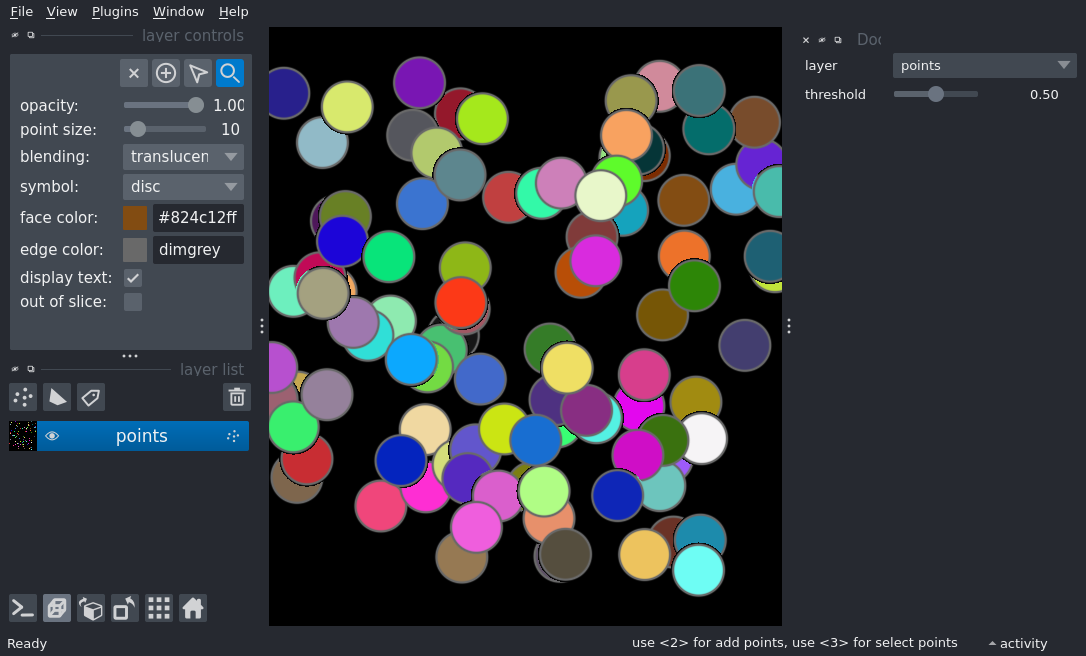 File View Plugins Window Help
layer controls
opacity: 1.00
point size: 10
blending: translucen
symbol: disc
face color: #824c12ff
edge color: dimgrey
display text:
out of slice:
layer list
points
Doc
layer points
threshold 0.50
Ready
use <2> for add points, use <3> for select points
activity